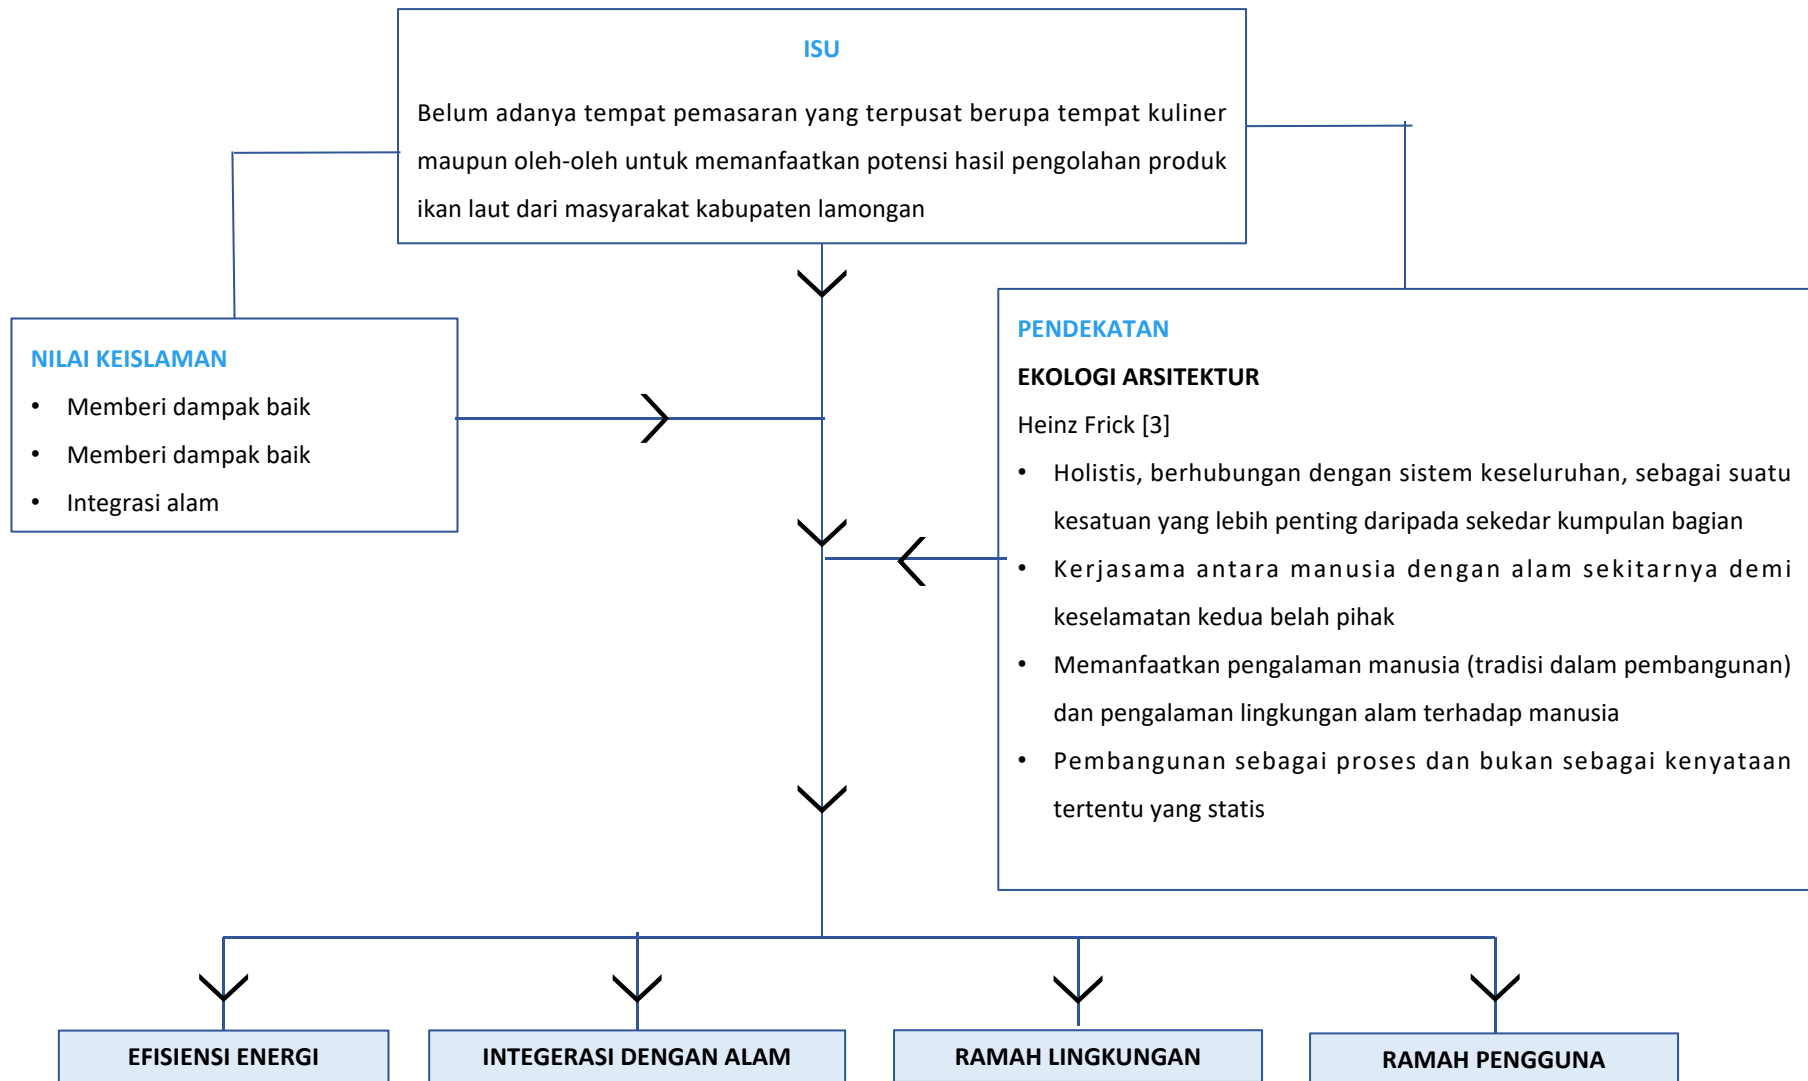 ISU
Belum adanya tempat pemasaran yang terpusat berupa tempat kuliner
maupun oleh-oleh untuk memanfaatkan potensi hasil pengolahan produk
ikan laut dari masyarakat kabupaten lamongan
NILAI KEISLAMAN
• Memberi dampak baik
• Memberi dampak baik
• Integrasi alam
PENDEKATAN
EKOLOGI ARSITEKTUR
Heinz Frick [3]
• Holistis, berhubungan dengan sistem keseluruhan, sebagai suatu
kesatuan yang lebih penting daripada sekedar kumpulan bagian
• Kerjasama antara manusia dengan alam sekitarnya demi
keselamatan kedua belah pihak
• Memanfaatkan pengalaman manusia (tradisi dalam pembangunan)
dan pengalaman lingkungan alam terhadap manusia
• Pembangunan sebagai proses dan bukan sebagai kenyataan
tertentu yang statis
EFISIENSI ENERGI
INTEGERASI DENGAN ALAM
RAMAH LINGKUNGAN
RAMAH PENGGUNA